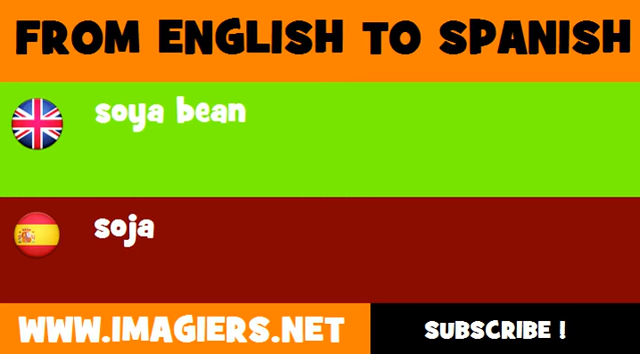 FROM ENGLISH TO SPANISH
soya bean
soja
WWW.IMAGIERS.NET
SUBSCRIBE !